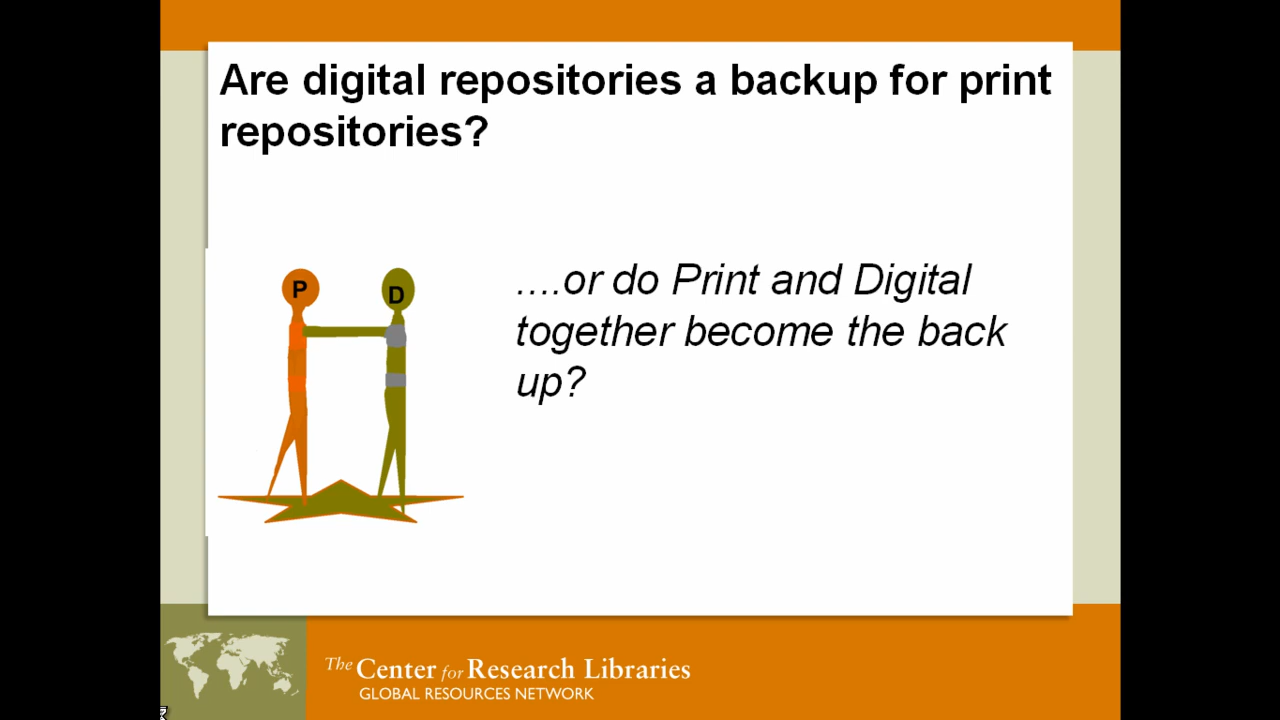 Are digital repositories a backup for print
repositories?
P
D
....or do Print and Digital
together become the back
up?
The Center for Research Libraries
GLOBAL RESOURCES NETWORK